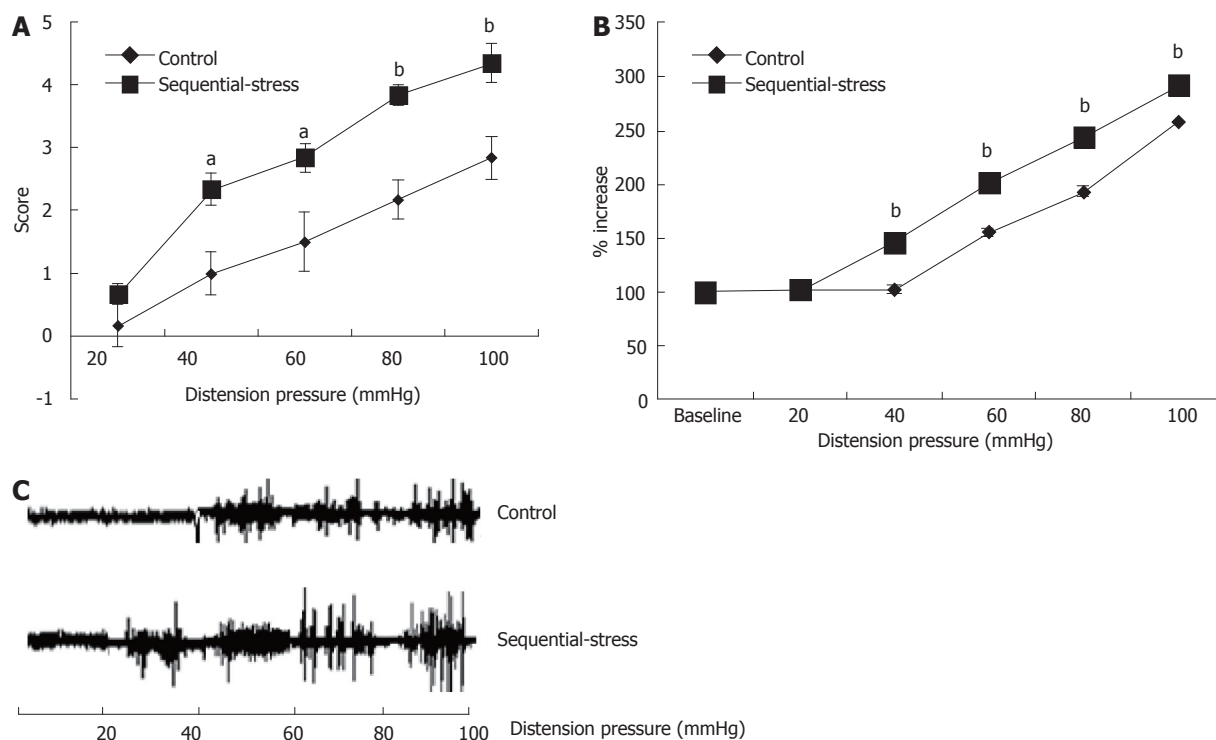 A
5
4
3
2
1
0
-1
Score
Control
Sequential-stress
a
a
b
b
20 40 60 80 100
Distension pressure (mmHg)
B
350
300
250
200
150
100
50
0
% increase
Control
Sequential-stress
b
b
b
b
Baseline 20 40 60 80 100
Distension pressure (mmHg)
C
Control
Sequential-stress
20 40 60 80 100 Distension pressure (mmHg)